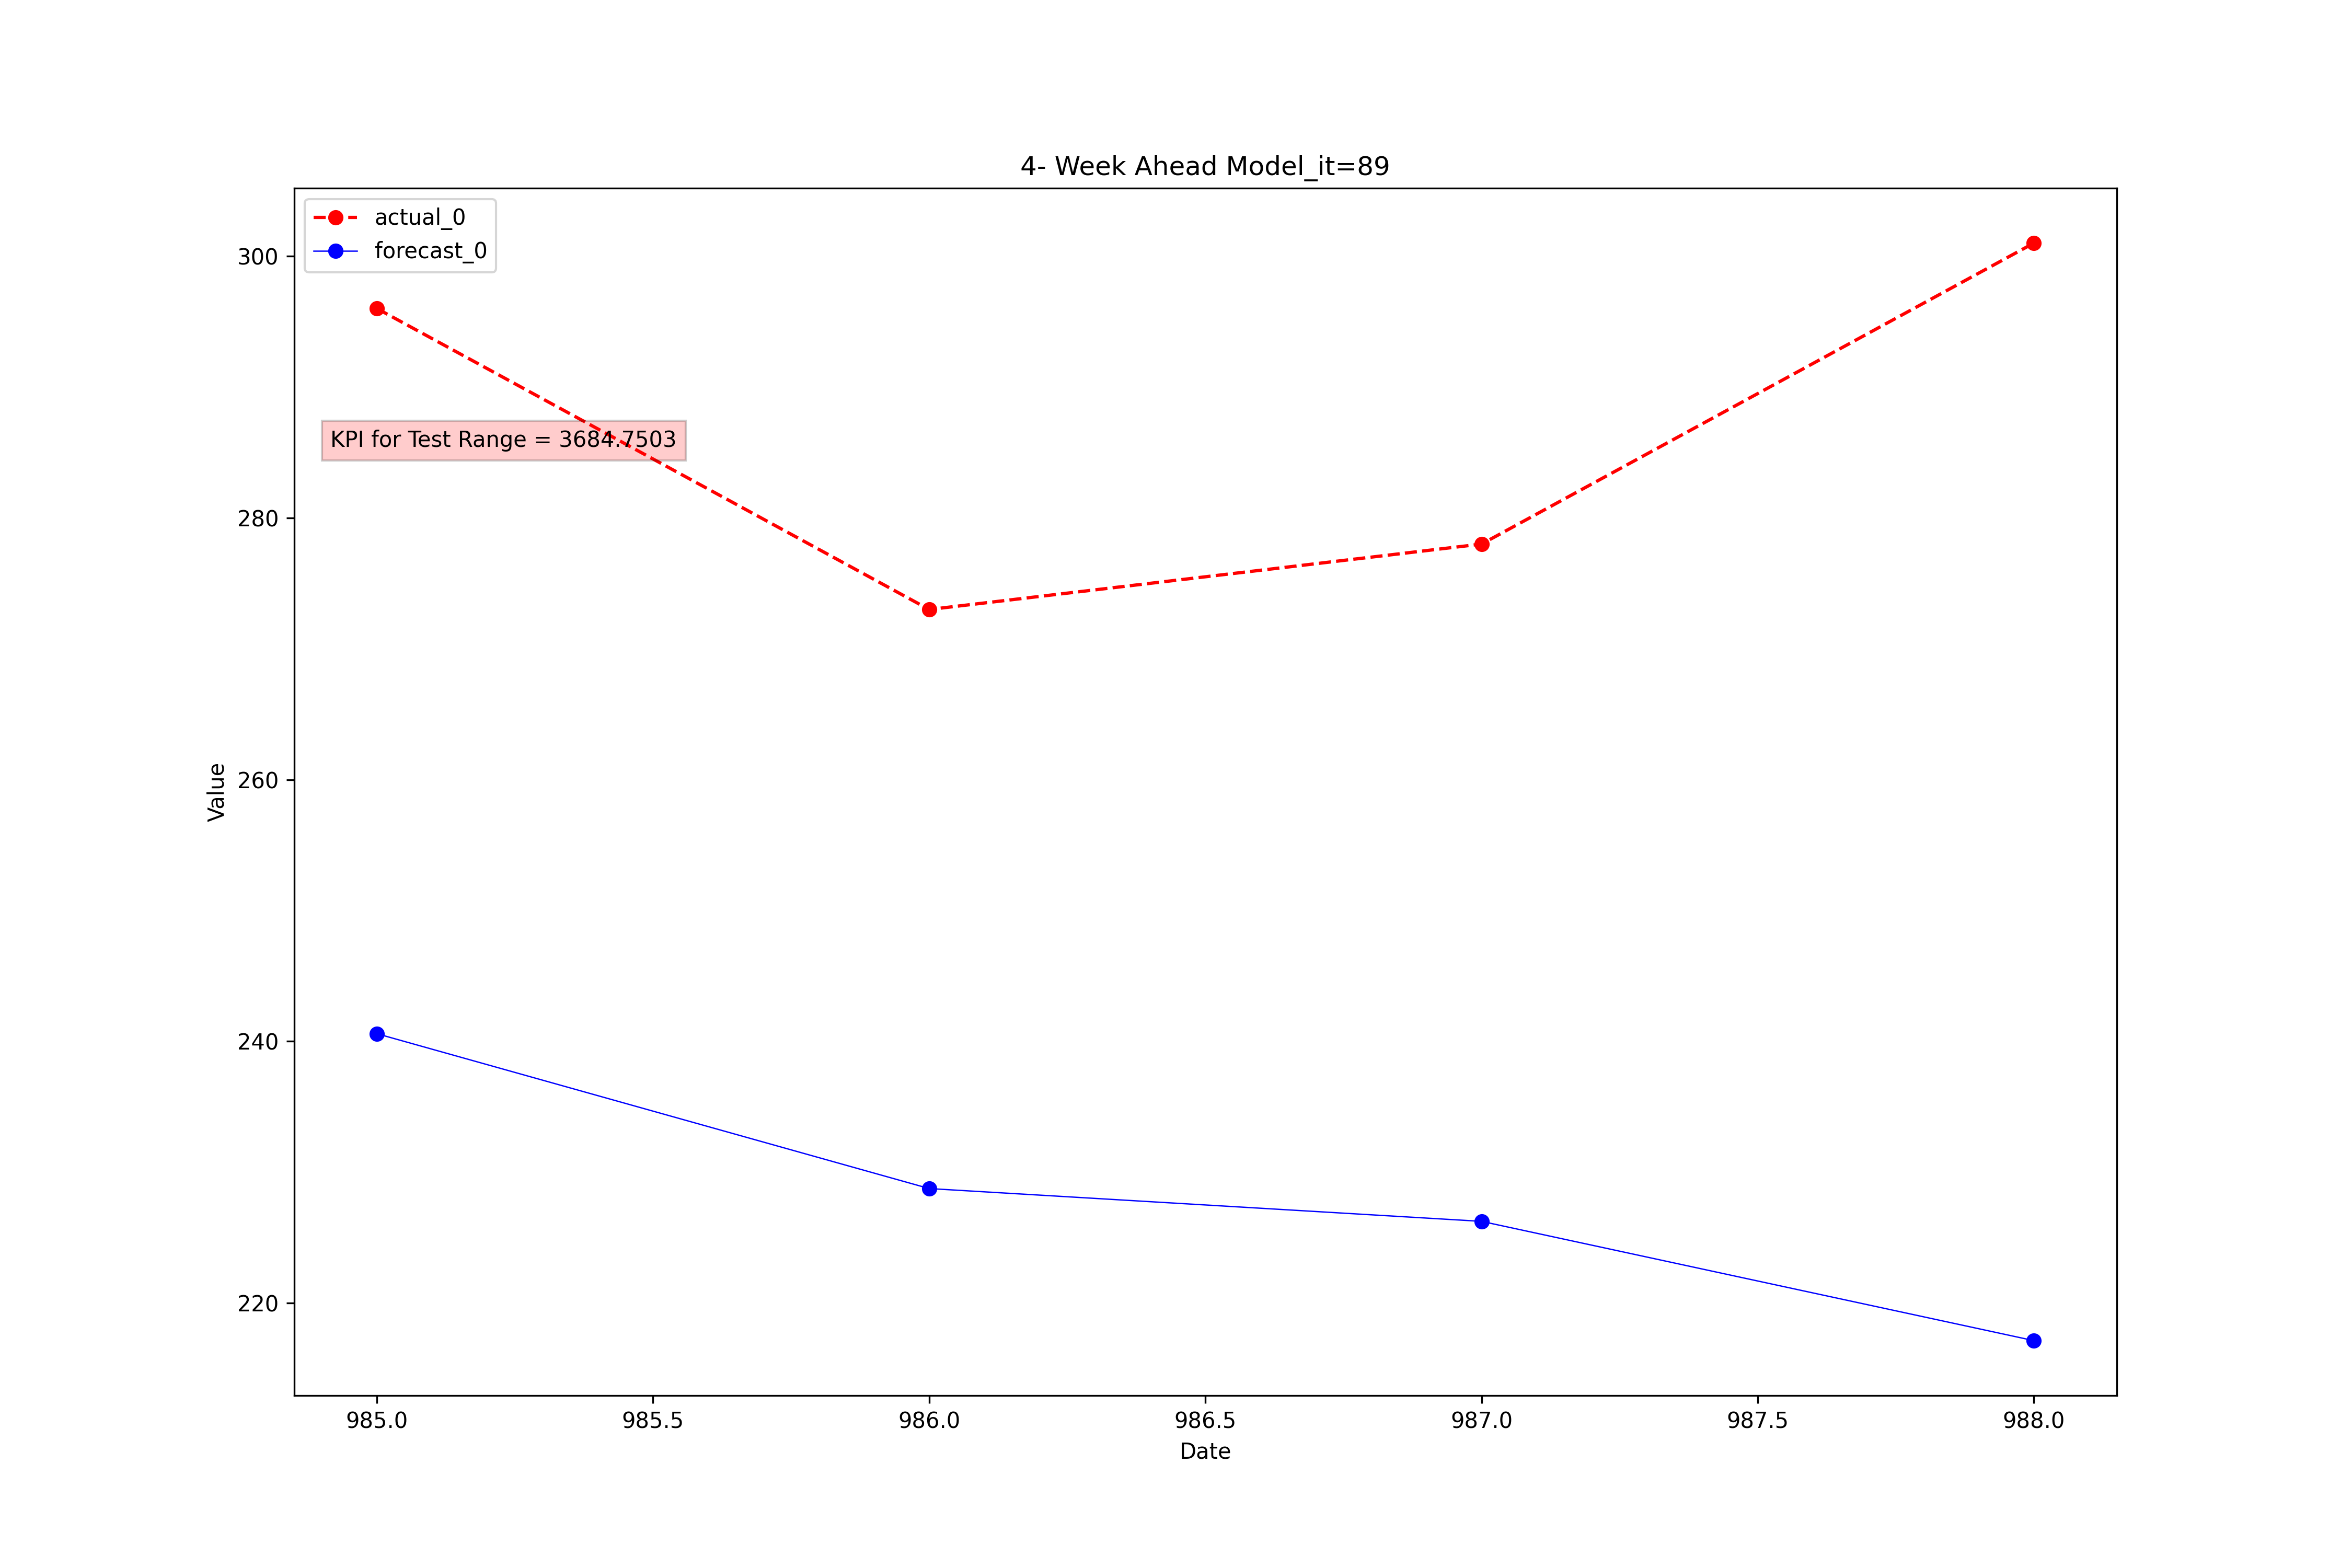 4- Week Ahead Model_it=89
actual_0
forecast_0
KPI for Test Range = 3684.7503
Value
300
280
260
240
220
985.0 985.5 986.0 986.5 987.0 987.5 988.0
Date